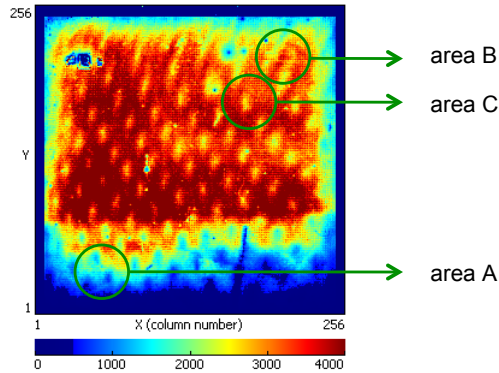 256
area B
area C
Y
area A
1
1 X (column number) 256
0 1000 2000 3000 4000